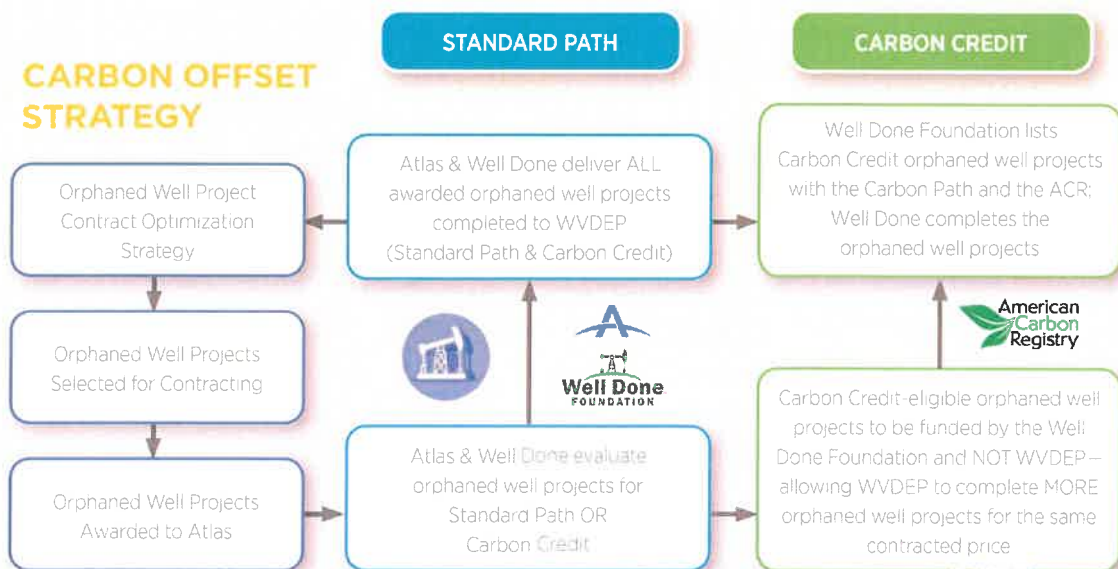 CARBON OFFSET
STRATEGY
STANDARD PATH
CARBON CREDIT
Orphaned Well Project
Contract Optimization
Strategy
Atlas & Well Done deliver ALL
awarded orphaned well projects
completed to WVDEP
(Standard Path & Carbon Credit)
Well Done Foundation lists
Carbon Credit orphaned well projects
with the Carbon Path and the ACR;
Well Done completes the
orphaned well projects
Orphaned Well Projects
Selected for Contracting
Well Done
FOUNDATION
American
Carbon
Registry
Orphaned Well Projects
Awarded to Atlas
Atlas & Well Done evaluate
orphaned well projects for
Standard Path OR
Carbon Credit
Carbon Credit-eligible orphaned well
projects to be funded by the Well
Done Foundation and NOT WVDEP—
allowing WVDEP to complete MORE
orphaned well projects for the same
contracted price